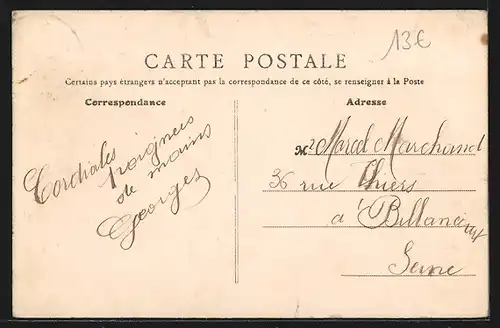 13€
CARTE POSTALE
Certains pays étrangers n'acceptant pas la correspondance de ce côté, se renseigner à la Poste
Correspondance
Adresse
Cordiales
poignées
de mains
Georges
Mr Marcel Marchand
36 rue Thiers
à Billancourt
Seine